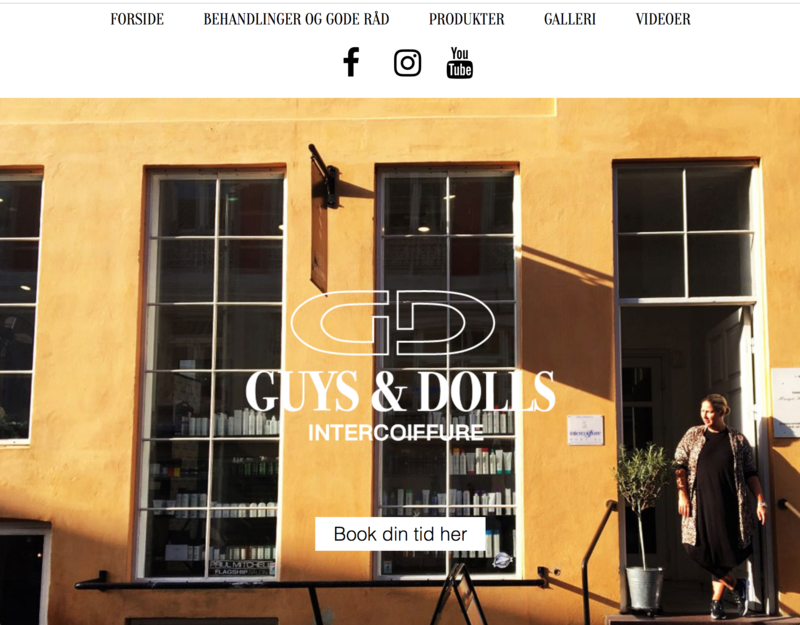 FORSIDE BEHANDLINGER OG GODE RÅD PRODUKTER GALLERI VIDEOER
You
Tube
GD
GUYS & DOLLS
INTERCOIFFURE
Book din tid her
PAUL MITCHELL
FLAGSHIP SALON